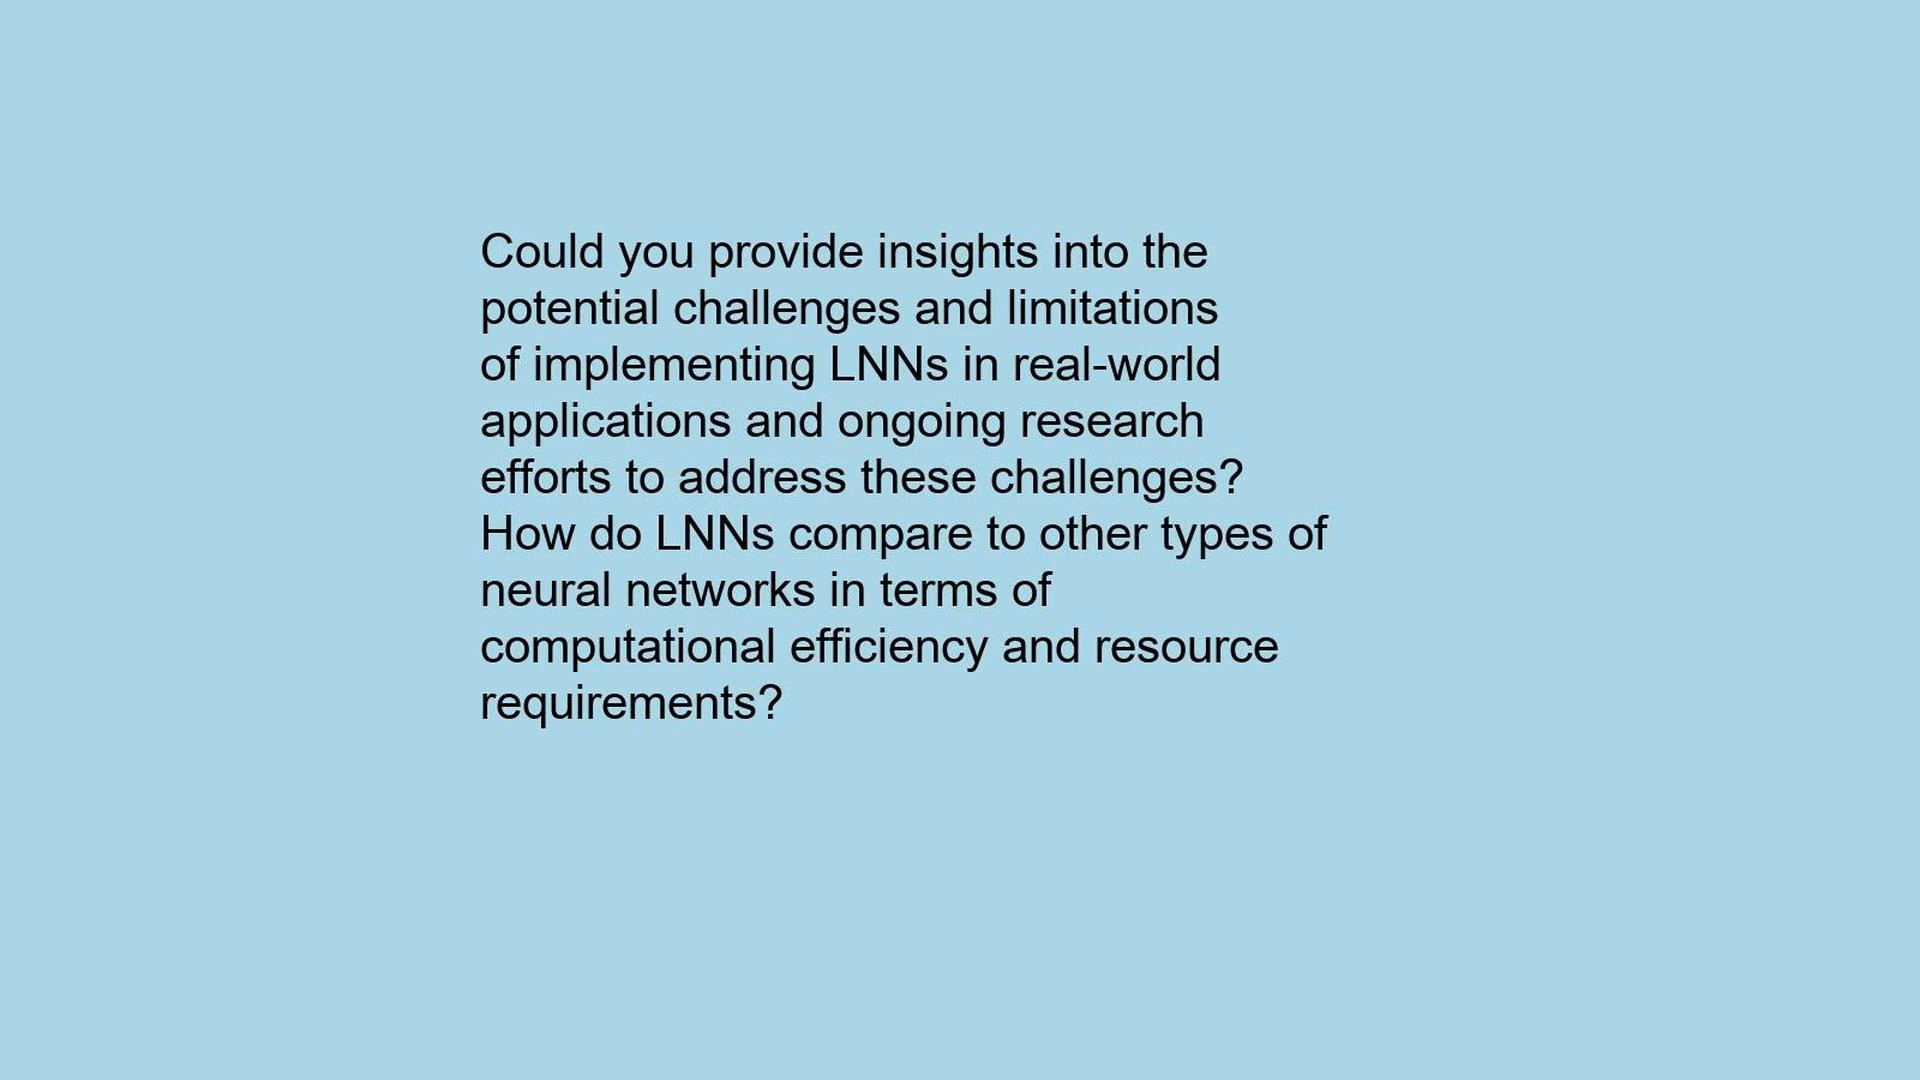 Could you provide insights into the
potential challenges and limitations
of implementing LNNs in real-world
applications and ongoing research
efforts to address these challenges?
How do LNNs compare to other types of
neural networks in terms of
computational efficiency and resource
requirements?